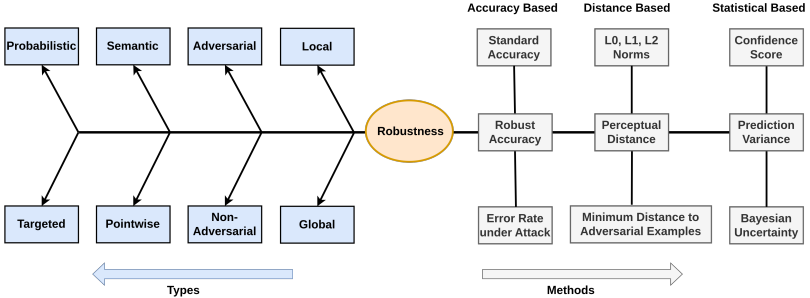 Accuracy Based Distance Based Statistical Based
Probabilistic Semantic Adversarial Local
Standard Accuracy
L0, L1, L2 Norms
Confidence Score
Robustness
Robust Accuracy
Perceptual Distance
Prediction Variance
Targeted Pointwise
Non-
Adversarial
Global
Error Rate
under Attack
Minimum Distance to
Adversarial Examples
Bayesian
Uncertainty
Types Methods